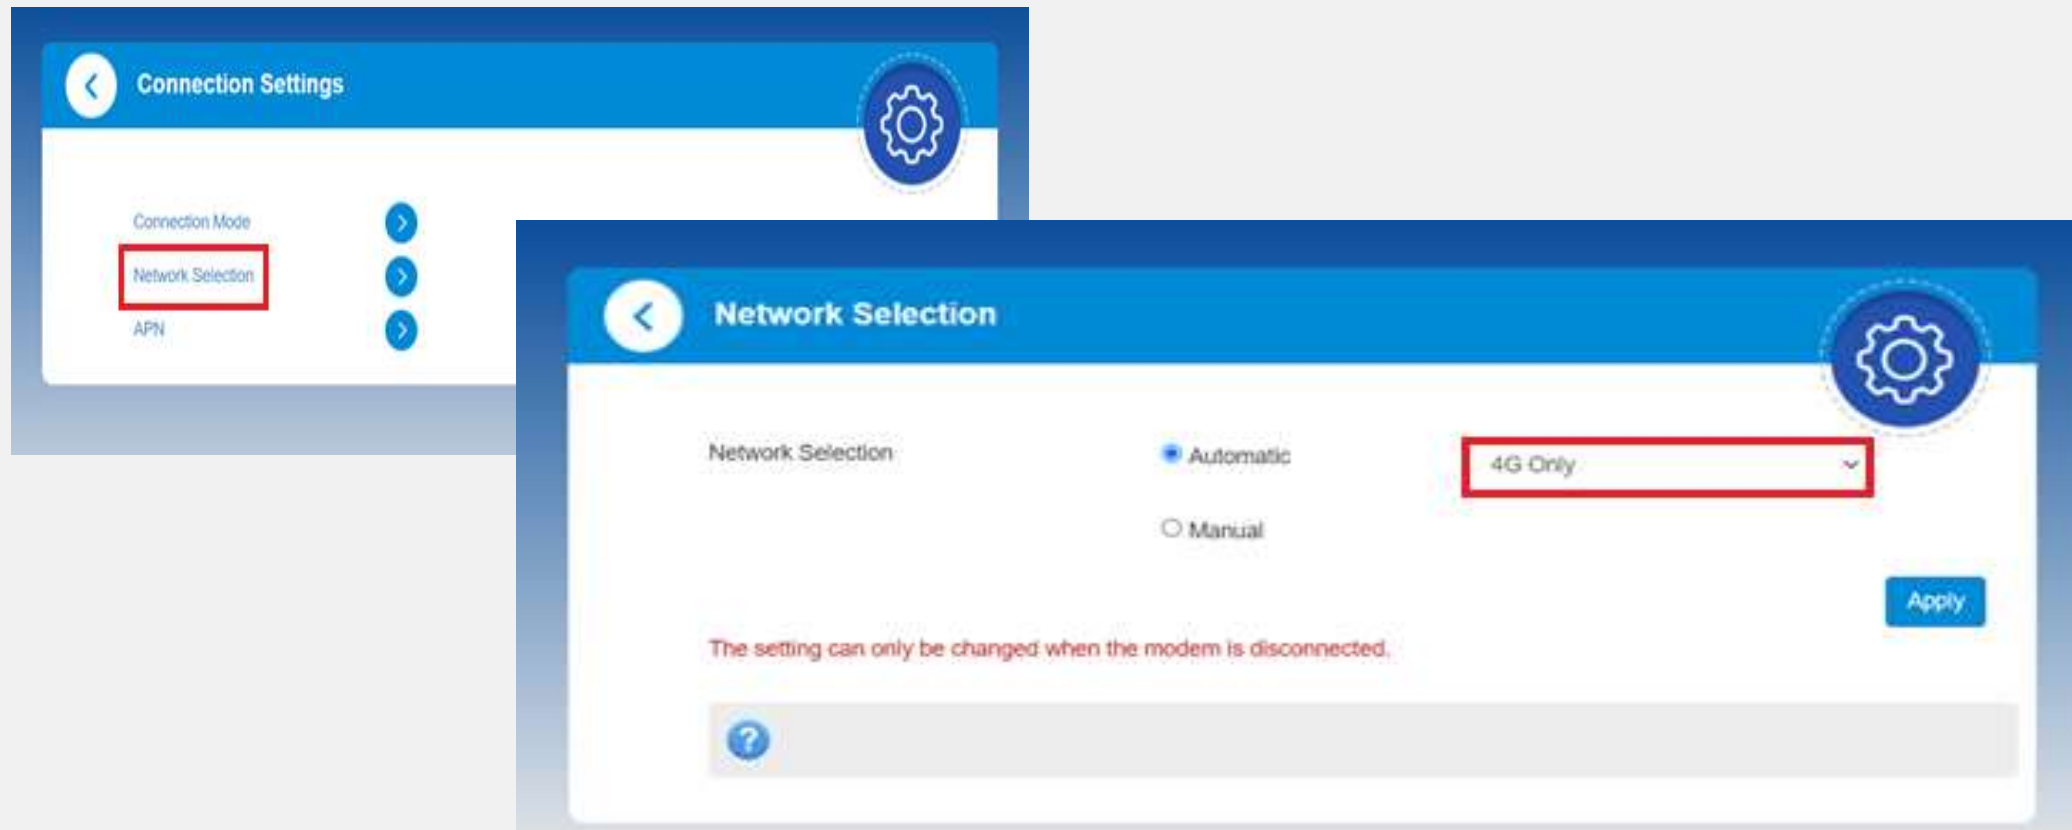 Connection Settings
Connection Mode
Network Selection
APN
Network Selection
Network Selection
Automatic
4G Only
Manual
Apply
The setting can only be changed when the modem is disconnected.
?